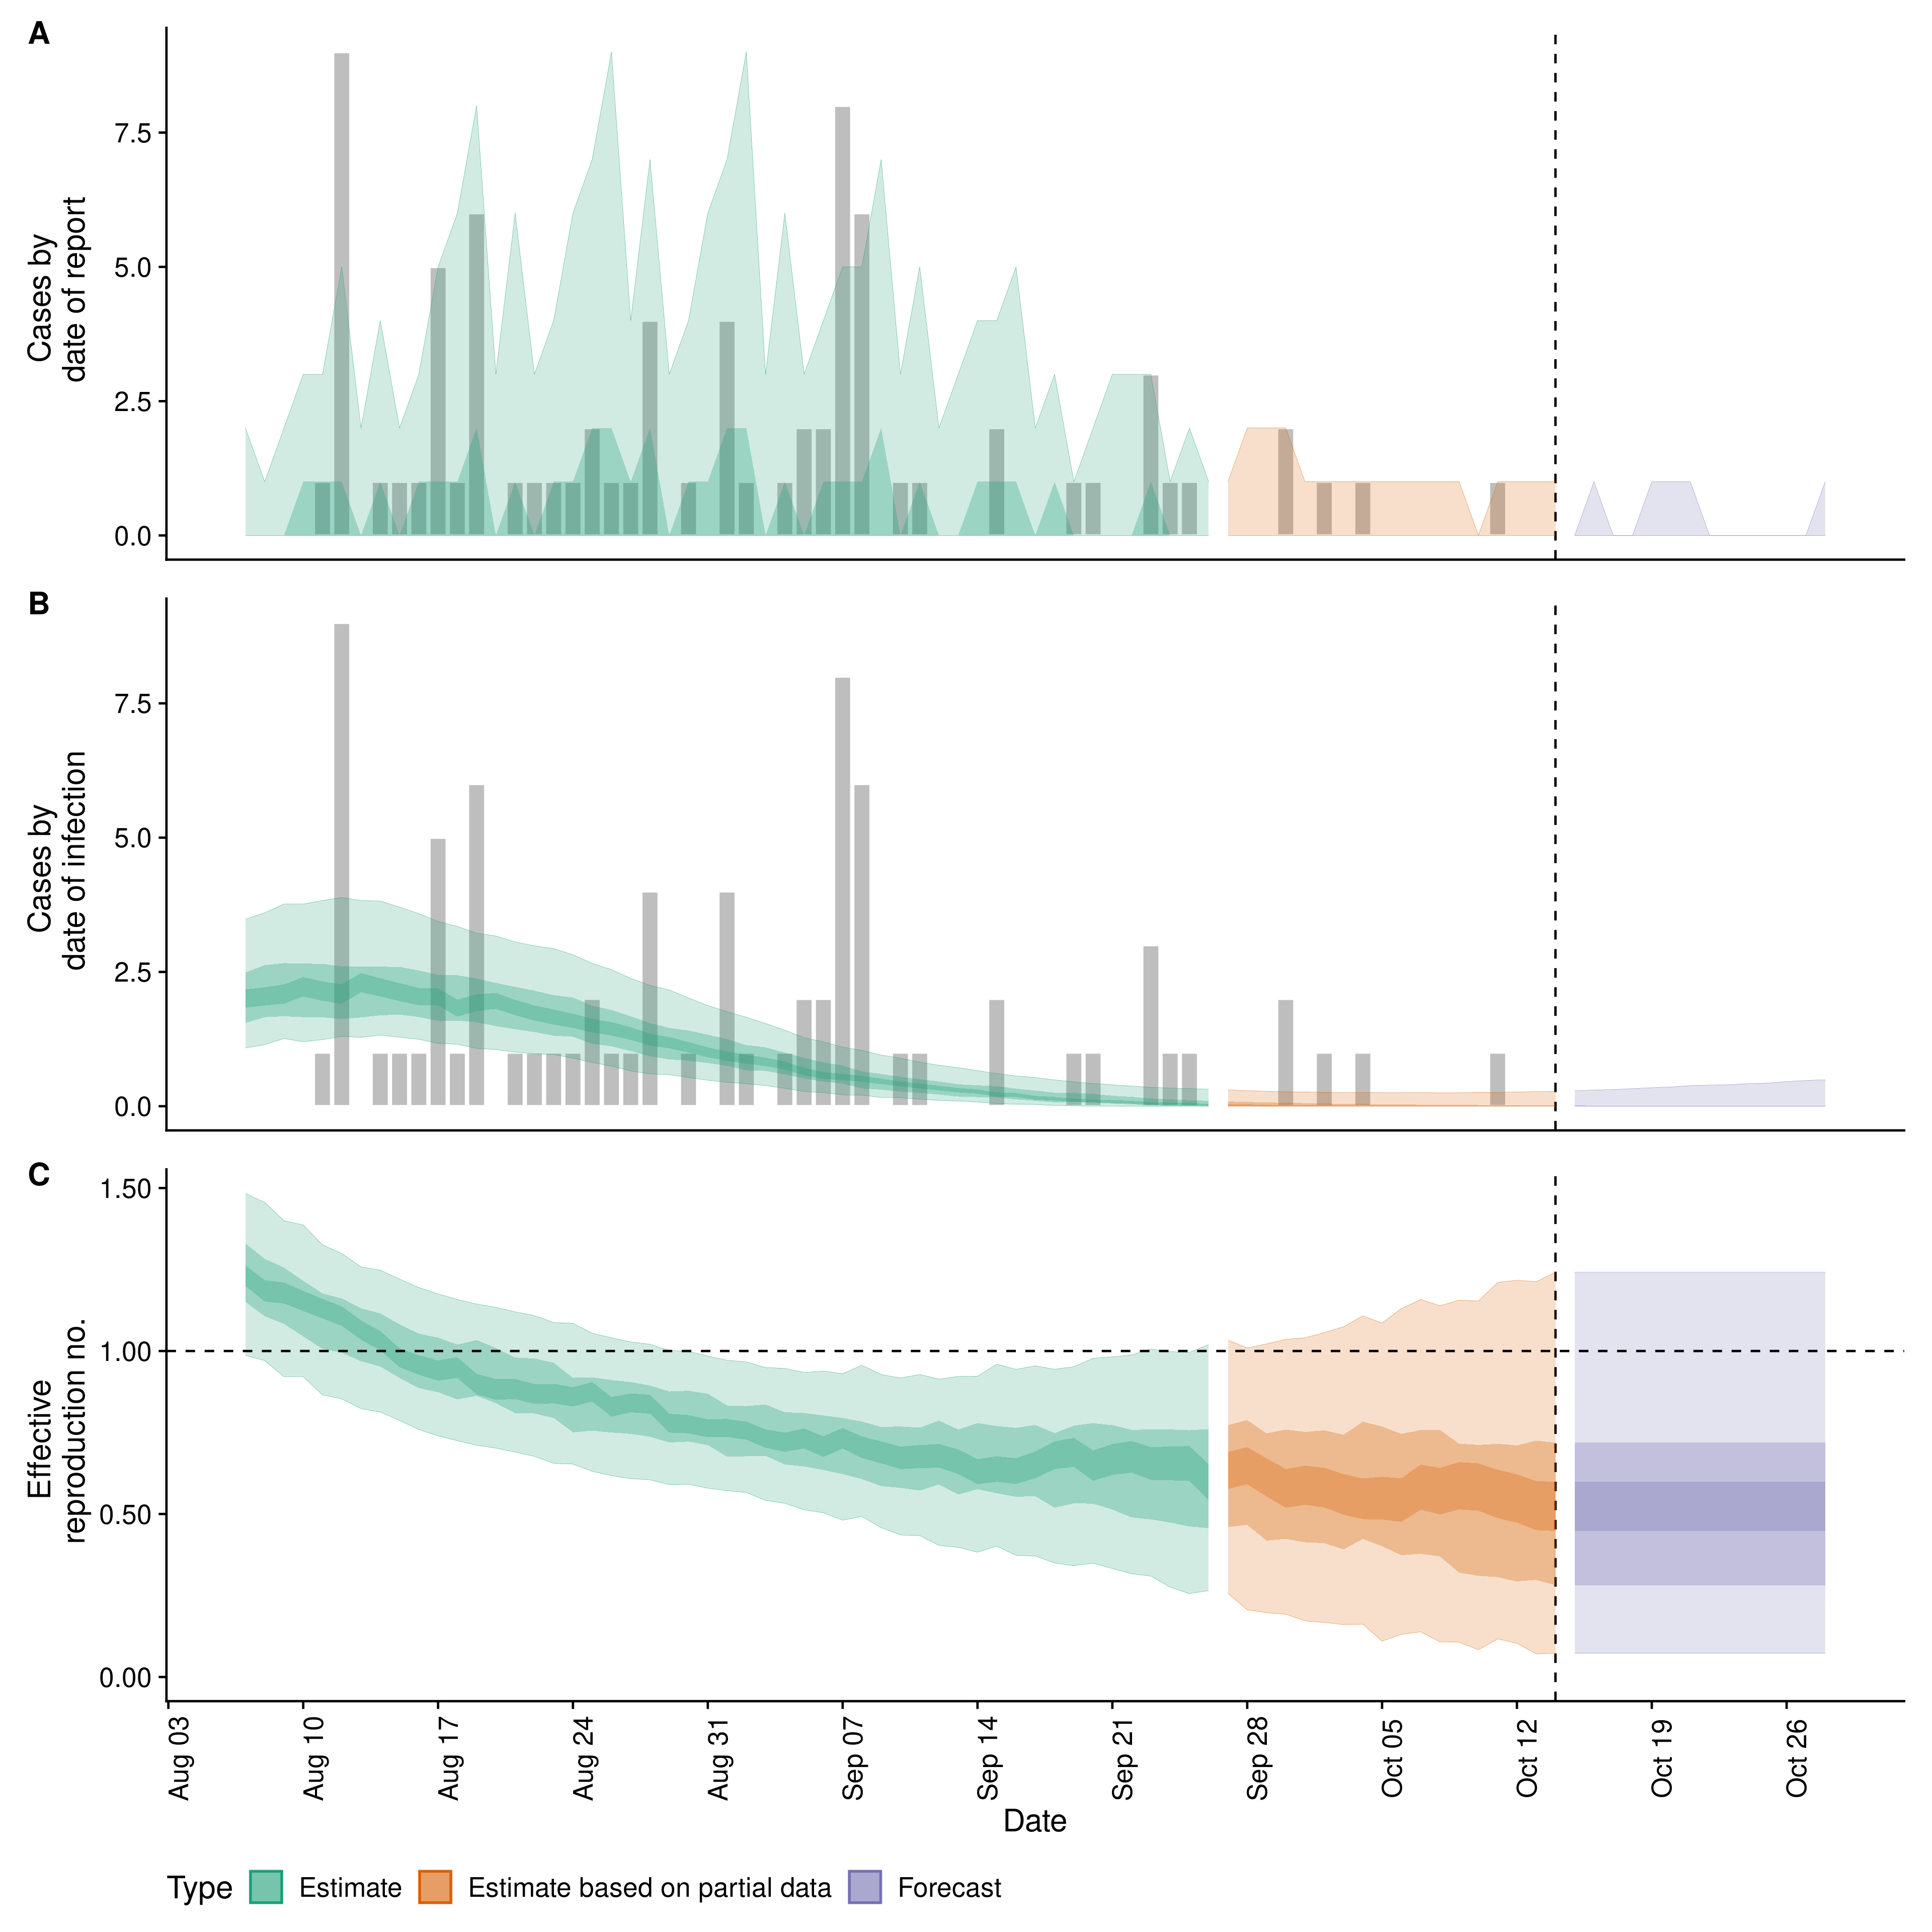 A
Cases by
date of report
7.5
5.0
2.5
0.0
B
Cases by
date of infection
7.5
5.0
2.5
0.0
C
Effective
reproduction no.
1.50
1.00
0.50
0.00
Aug 03
Aug 10
Aug 17
Aug 24
Aug 31
Sep 07
Sep 14
Sep 21
Sep 28
Oct 05
Oct 12
Oct 19
Oct 26
Date
Type Estimate Estimate based on partial data Forecast